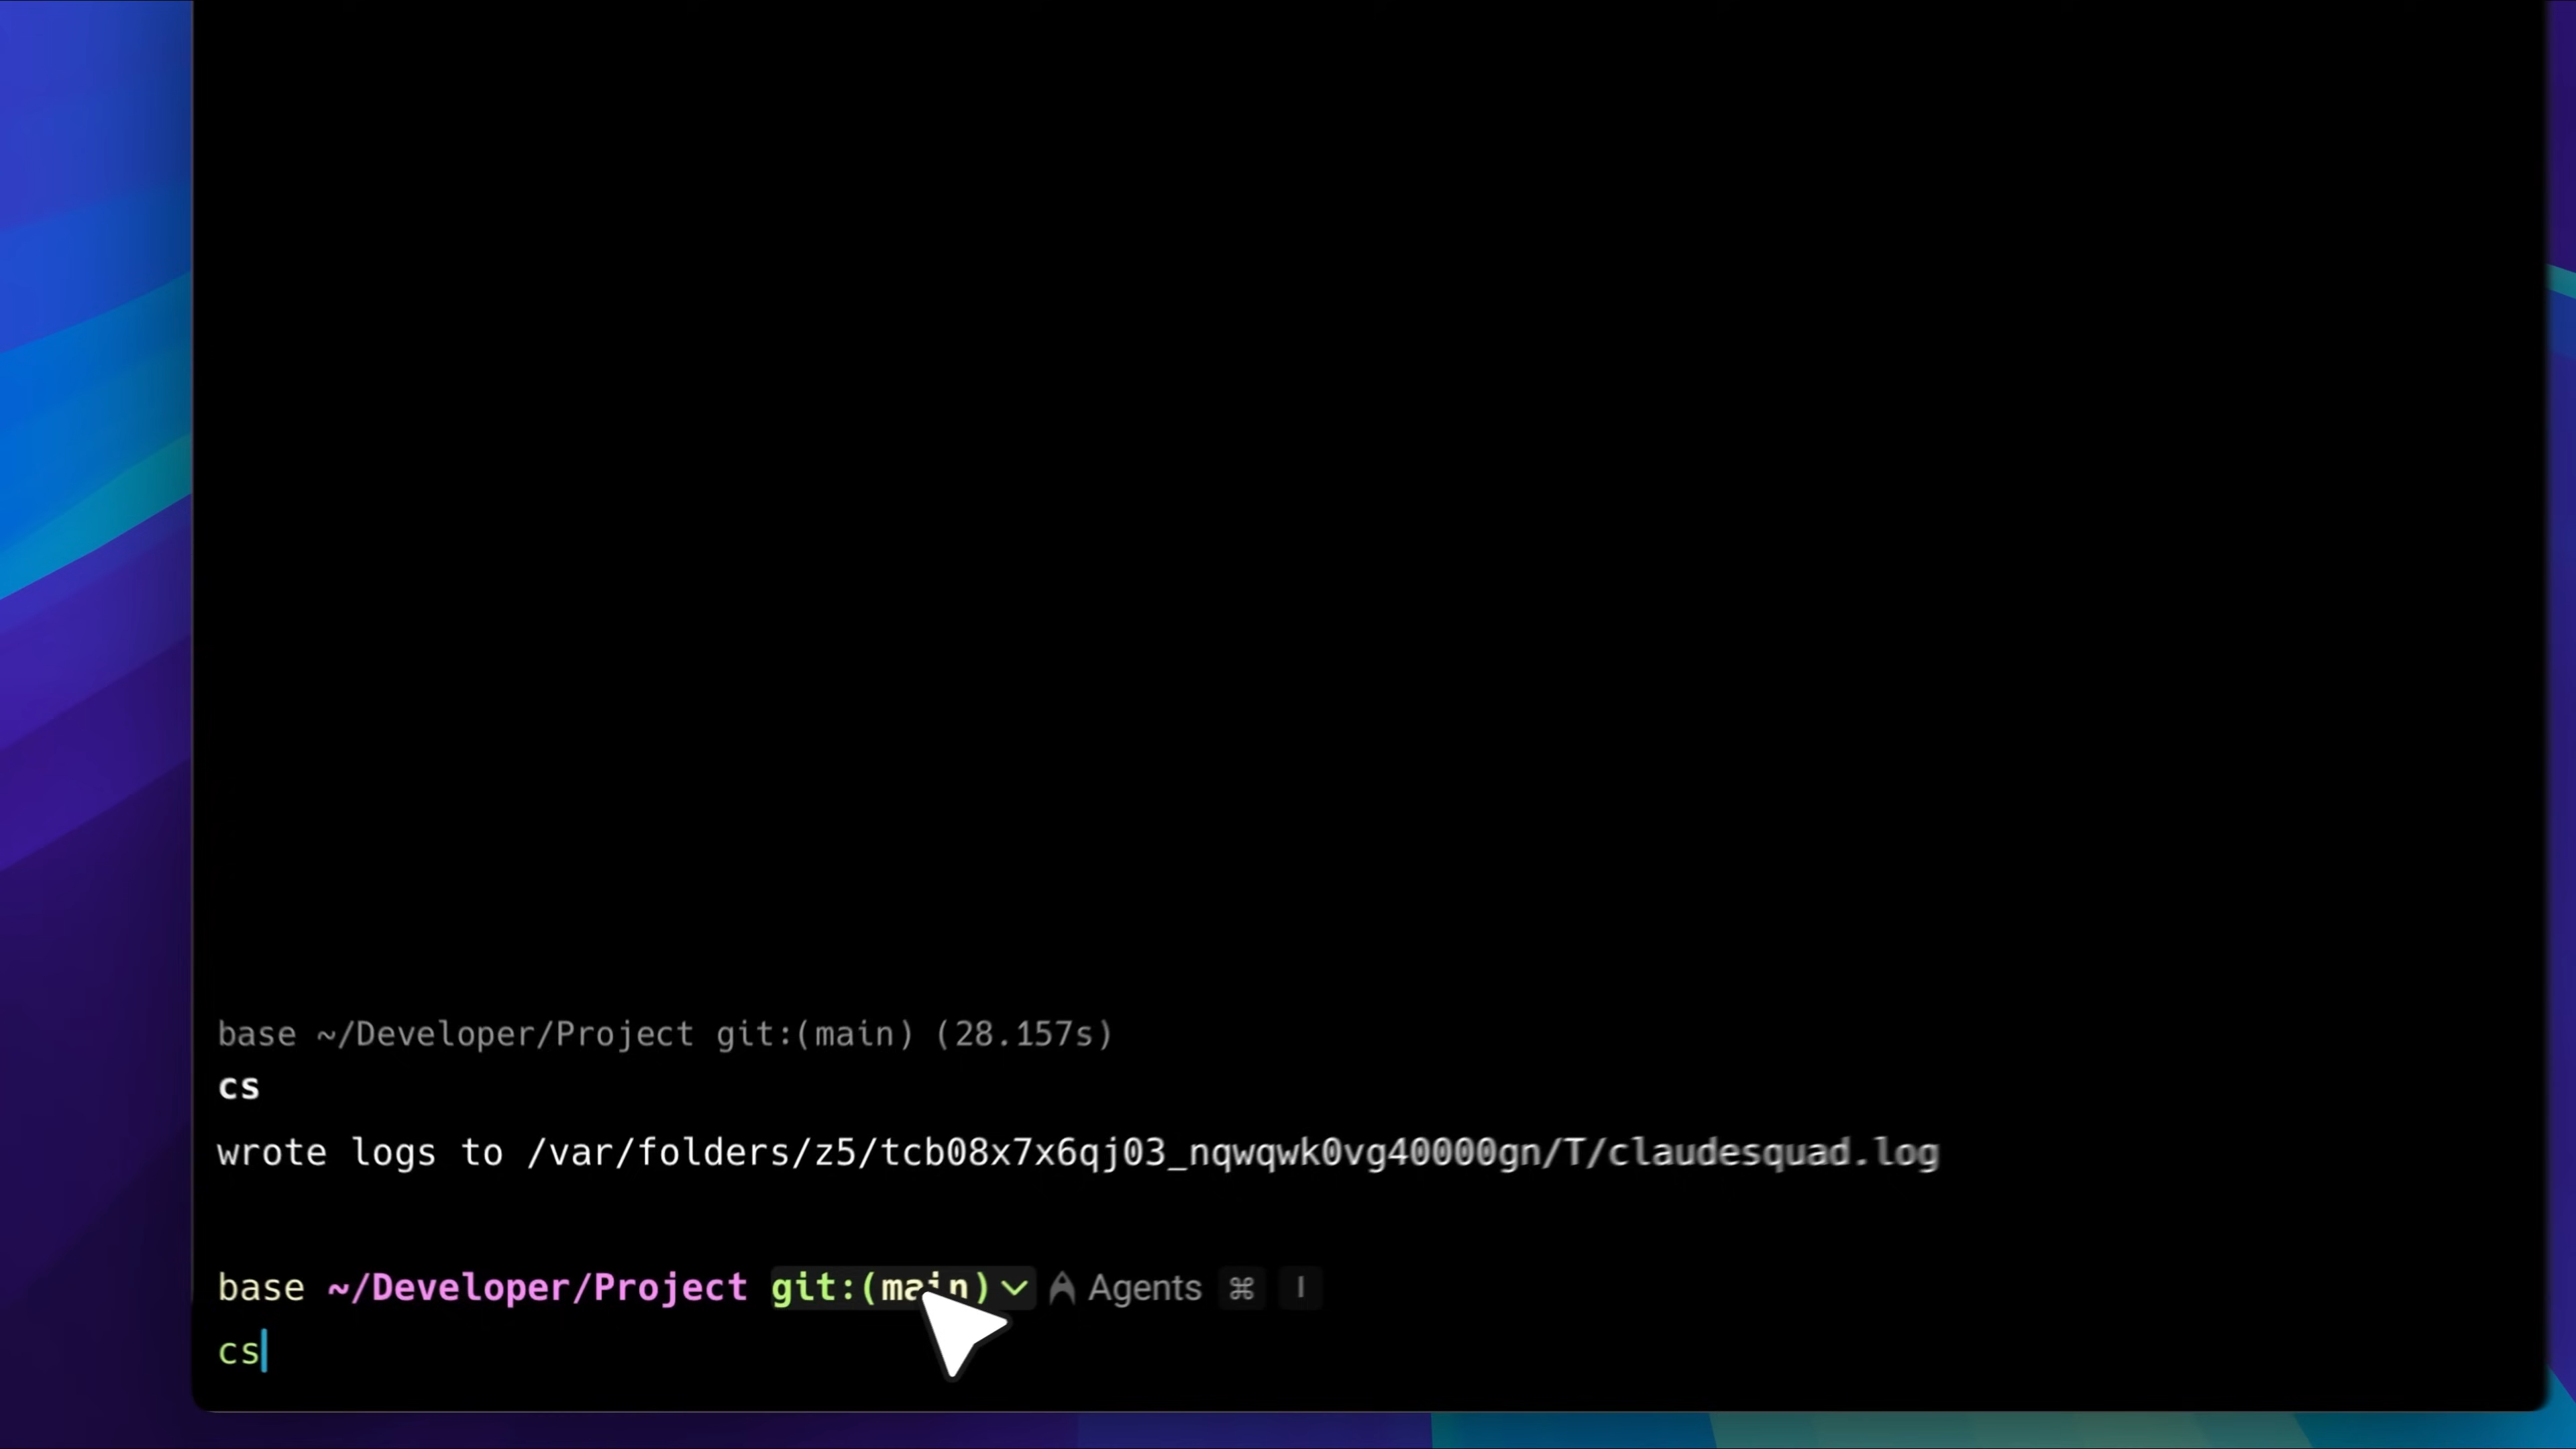 base ~/Developer/Project git:(main) (28.157s)
cs
wrote logs to /var/folders/z5/tcb08x7x6qj03_nqwqwk0vg40000gn/T/claudesquad.log
base ~/Developer/Project git:(main) Agents ⌘ I
cs